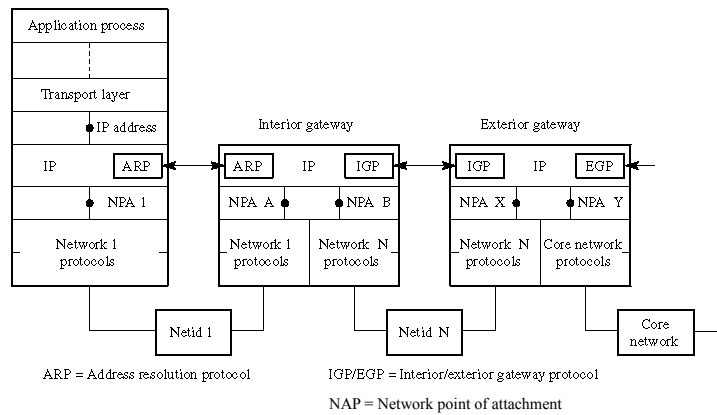 Application process
Transport layer
IP address
Interior gateway
Exterior gateway
IP
ARP
ARP
IP
IGP
IGP
IP
EGP
NPA 1
NPA A
NPA B
NPA X
NPA Y
Network 1
protocols
Network 1
protocols
Network N
protocols
Network N
protocols
Core network
protocols
Netid 1
Netid N
Core
network
ARP = Address resolution protocol
IGP/EGP = Interior/exterior gateway protocol
NAP = Network point of attachment